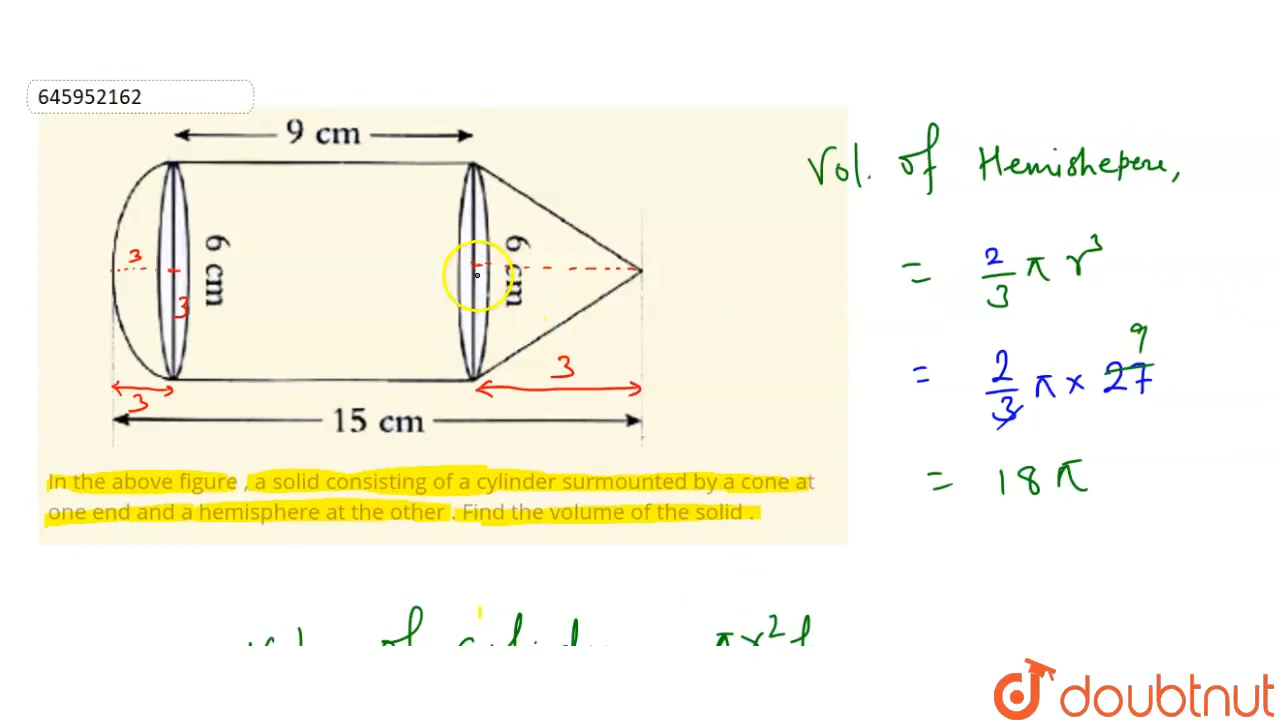 645952162
9 cm
Vol. of Hemishepere,
6 cm
6 cm
3
3
= 2/3 π r³
3
3
= 2/3 π × 27 9
15 cm
In the above figure , a solid consisting of a cylinder surmounted by a cone at
one end and a hemisphere at the other . Find the volume of the solid .
= 18 π
of
πr²
doubtnut